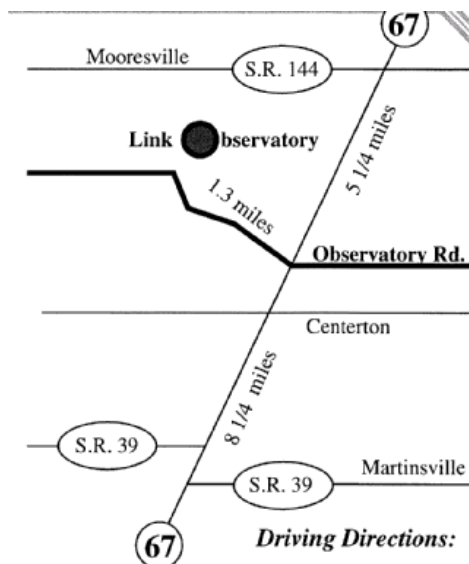 67
Mooresville
S.R. 144
Link Observatory
5 1/4 miles
1.3 miles
Observatory Rd.
Centerton
8 1/4 miles
S.R. 39
S.R. 39
Martinsville
67
Driving Directions: